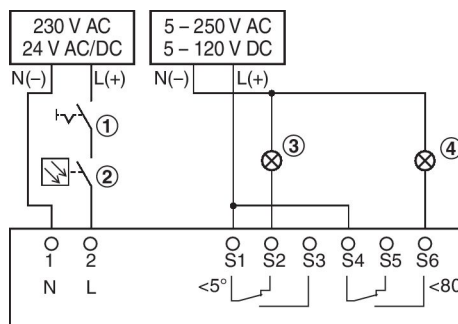 230 V AC
24 V AC/DC
5 – 250 V AC
5 – 120 V DC
N(–) L(+) N(–) L(+)
1
2
3
4
1 2 S1 S2 S3 S4 S5 S6
N L <5° <80